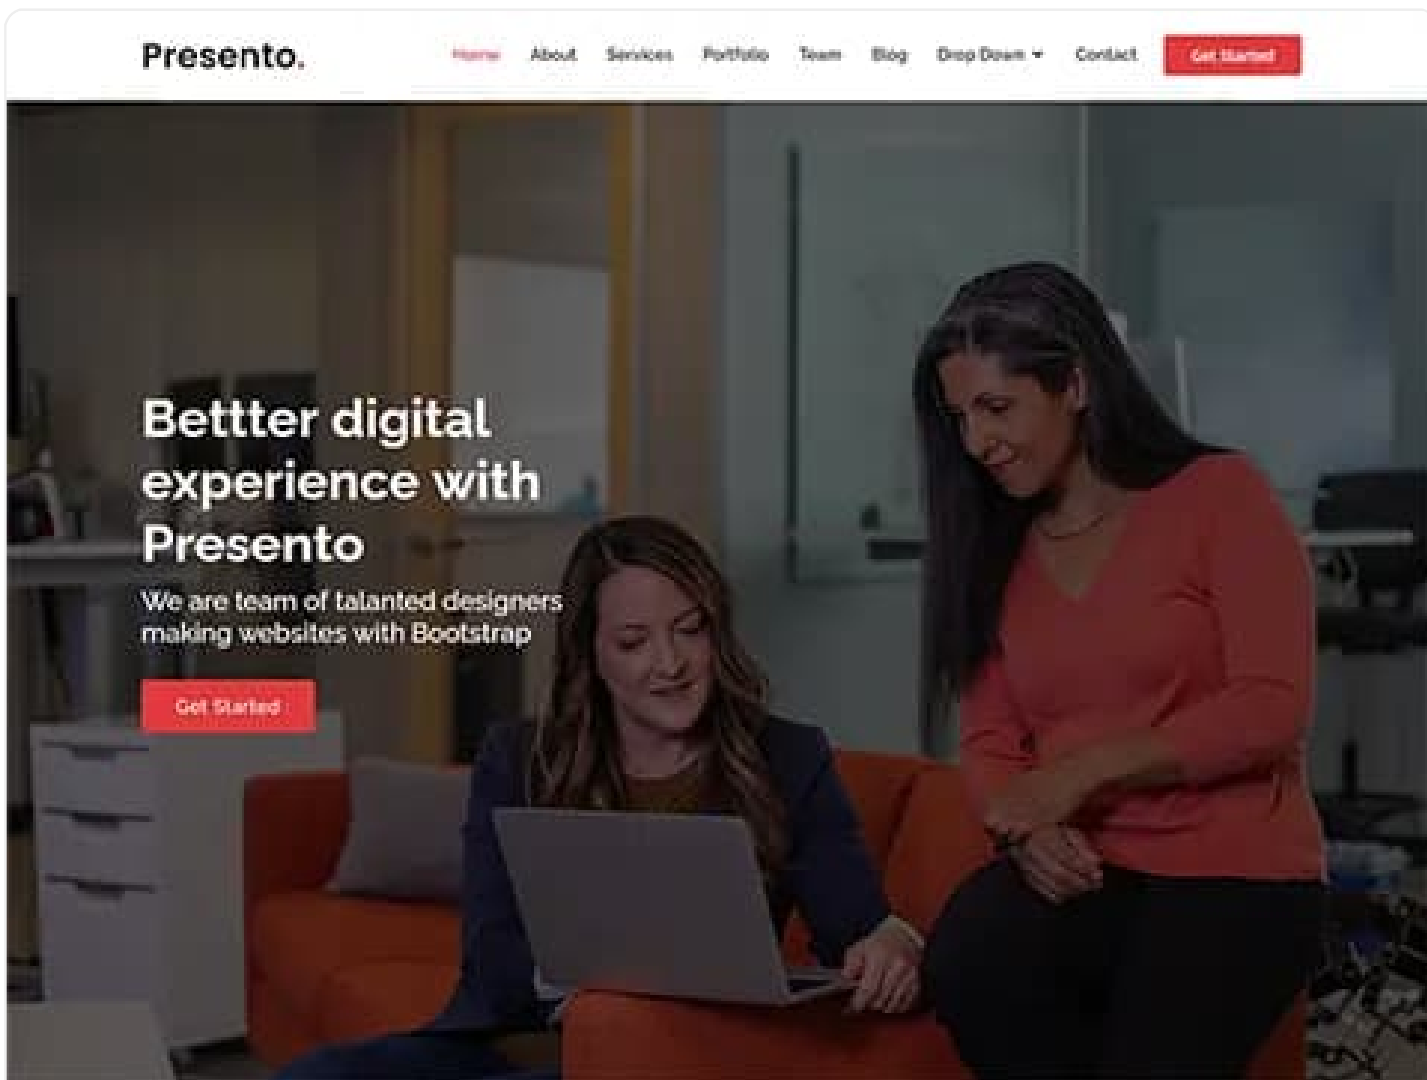 Presento.
Home About Services Portfolio Team Blog Drop Down Contact Get Started
Bettter digital
experience with
Presento
We are team of talanted designers
making websites with Bootstrap
Get Started